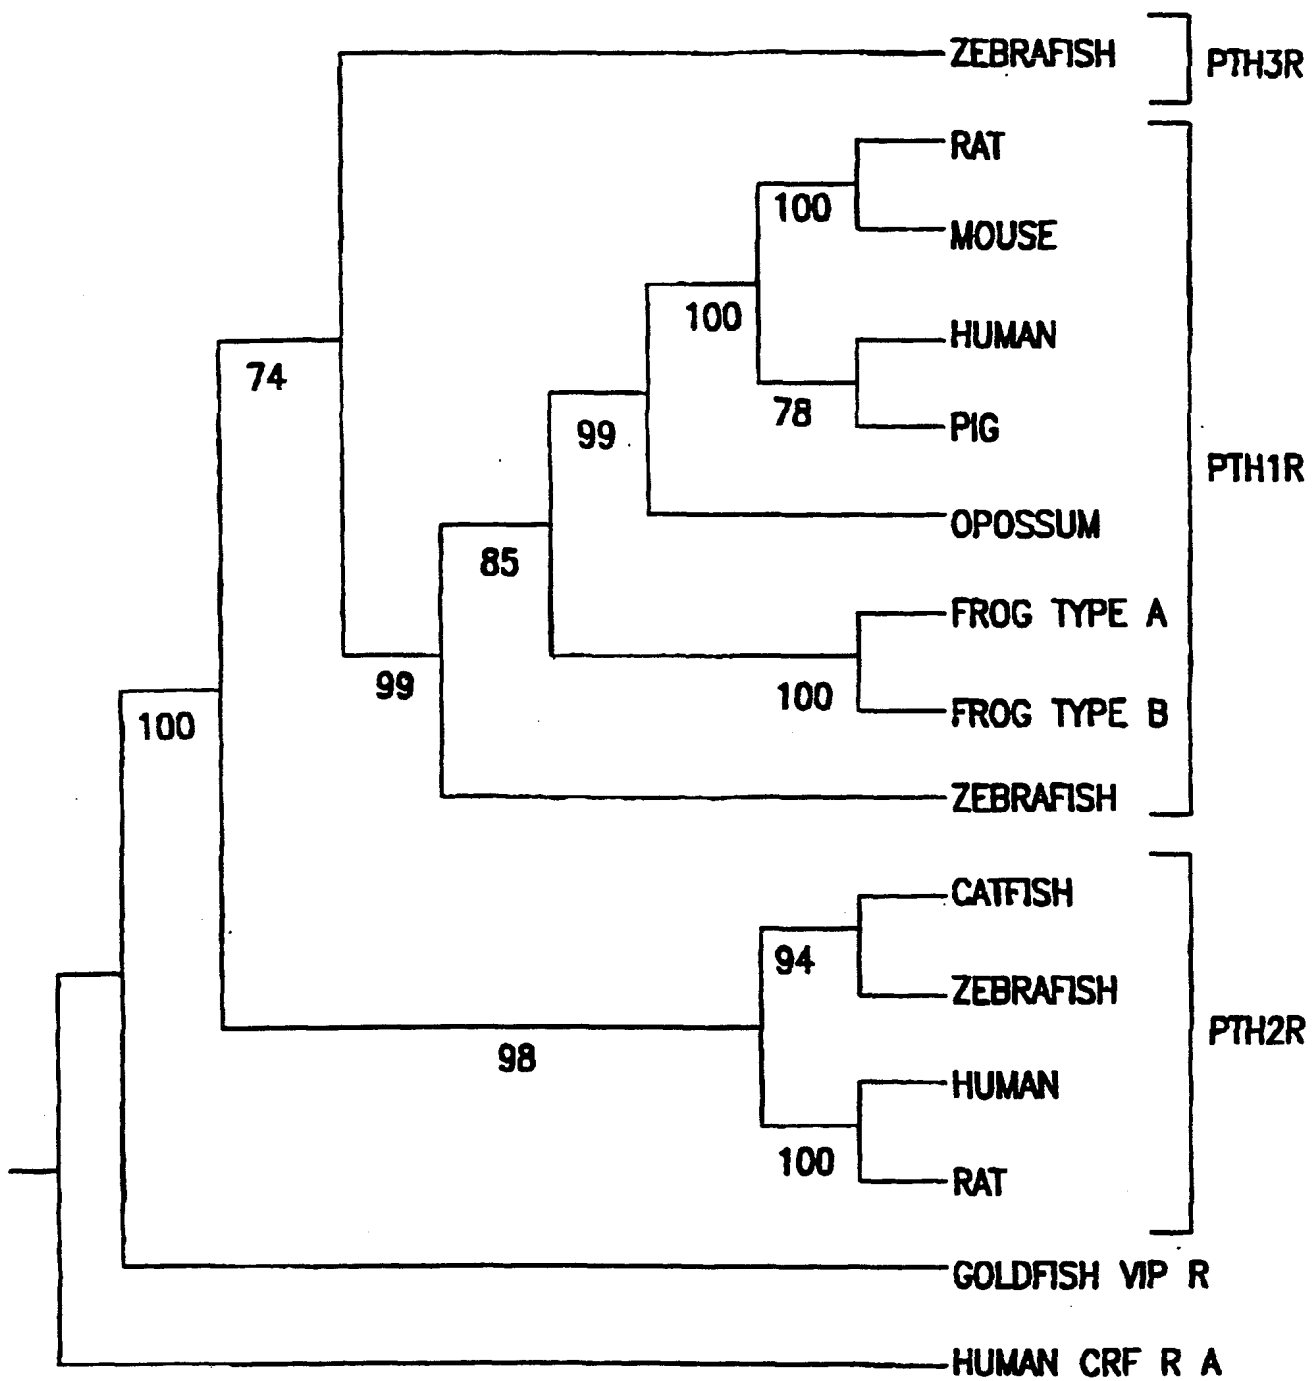 ZEBRAFISH
PTH3R
RAT
100
MOUSE
100
HUMAN
74
78
PIG
99
PTH1R
OPOSSUM
85
FROG TYPE A
99
100
FROG TYPE B
100
ZEBRAFISH
CATFISH
94
ZEBRAFISH
PTH2R
98
HUMAN
100
RAT
GOLDFISH VIP R
HUMAN CRF R A